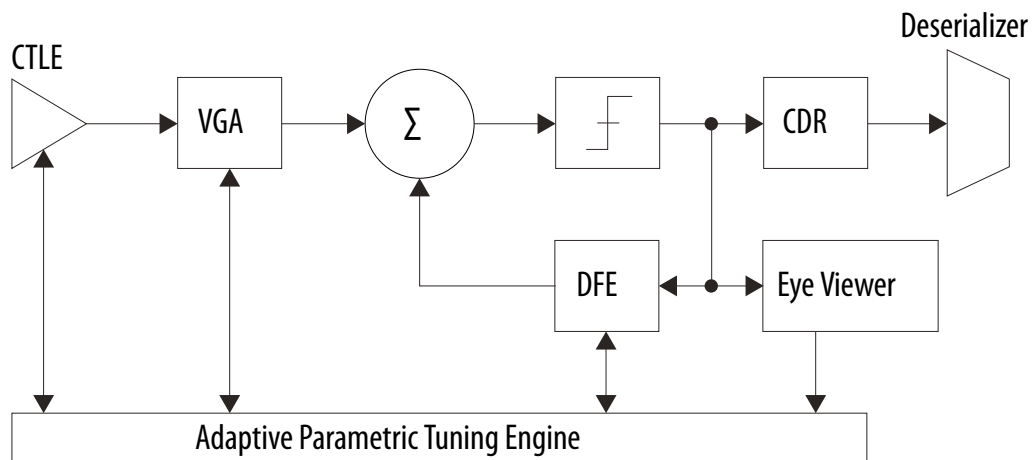 Deserializer
CTLE
VGA
Σ
CDR
DFE
Eye Viewer
Adaptive Parametric Tuning Engine